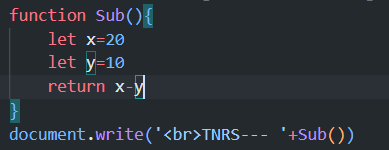 function Sub(){
let x=20
let y=10
return x-y
}
document.write('<br>TNRS--- '+Sub())